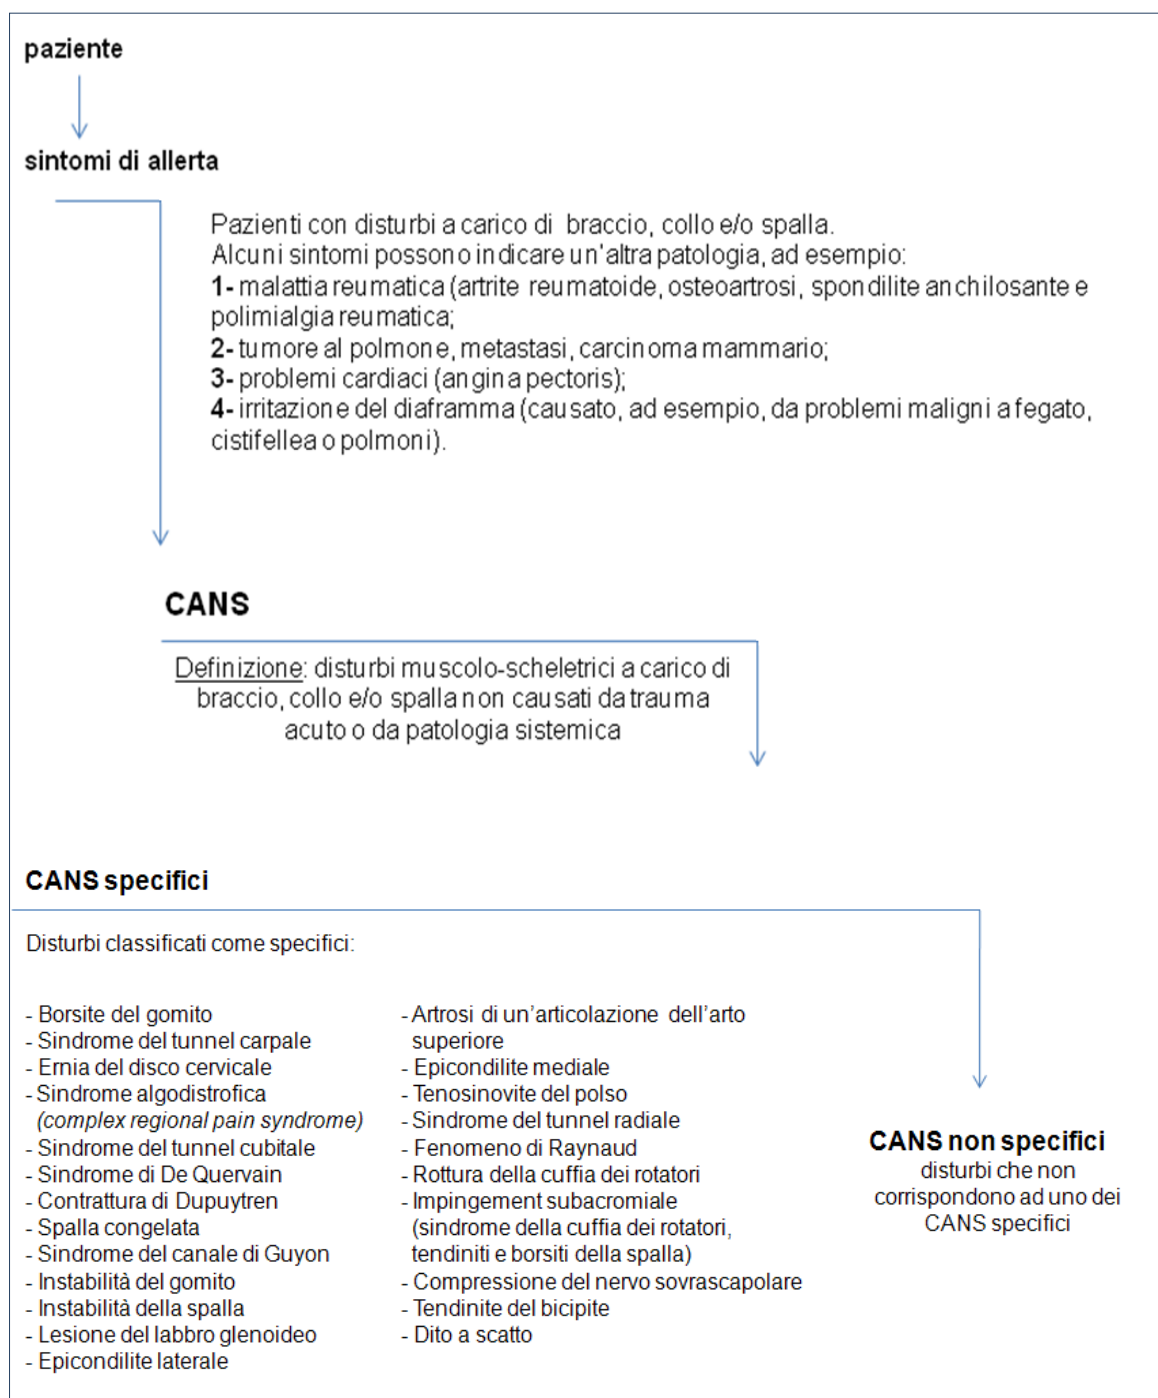 paziente
sintomi di allerta
Pazienti con disturbi a carico di braccio, collo e/o spalla.
Alcuni sintomi possono indicare un'altra patologia, ad esempio:
1- malattia reumatica (artrite reumatoide, osteoartrosi, spondilite anchilosante e
polimialgia reumatica;
2- tumore al polmone, metastasi, carcinoma mammario;
3- problemi cardiaci (angina pectoris);
4- irritazione del diaframma (causato, ad esempio, da problemi maligni a fegato,
cistifellea o polmoni).
CANS
Definizione: disturbi muscolo-scheletrici a carico di
braccio, collo e/o spalla non causati da trauma
acuto o da patologia sistemica
CANS specifici
Disturbi classificati come specifici:
- Borsite del gomito
- Sindrome del tunnel carpale
- Ernia del disco cervicale
- Sindrome algodistrofica
(complex regional pain syndrome)
- Sindrome del tunnel cubitale
- Sindrome di De Quervain
- Contrattura di Dupuytren
- Spalla congelata
- Sindrome del canale di Guyon
- Instabilità del gomito
- Instabilità della spalla
- Lesione del labbro glenoideo
- Epicondilite laterale
- Artrosi di un'articolazione dell'arto
superiore
- Epicondilite mediale
- Tenosinovite del polso
- Sindrome del tunnel radiale
- Fenomeno di Raynaud
- Rottura della cuffia dei rotatori
- Impingement subacromiale
(sindrome della cuffia dei rotatori,
tendiniti e borsiti della spalla)
- Compressione del nervo sovrascapolare
- Tendinite del bicipite
- Dito a scatto
CANS non specifici
disturbi che non
corrispondono ad uno dei
CANS specifici